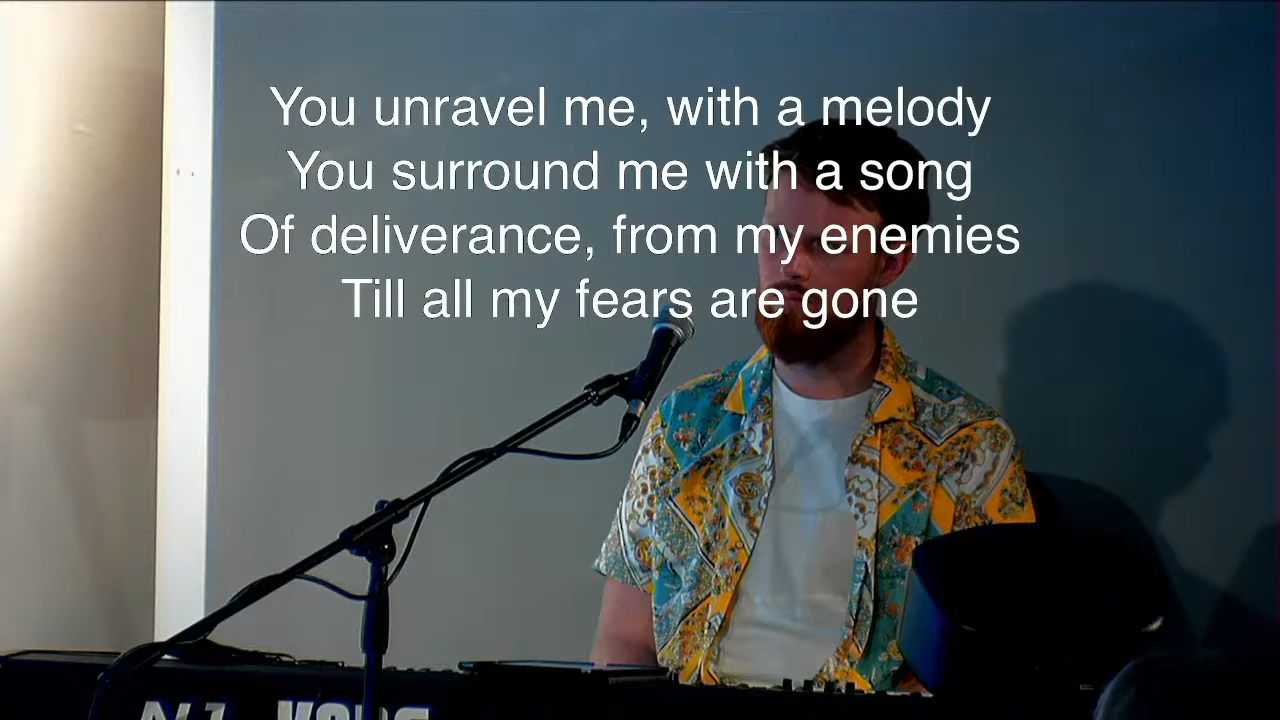 You unravel me, with a melody
You surround me with a song
Of deliverance, from my enemies
Till all my fears are gone